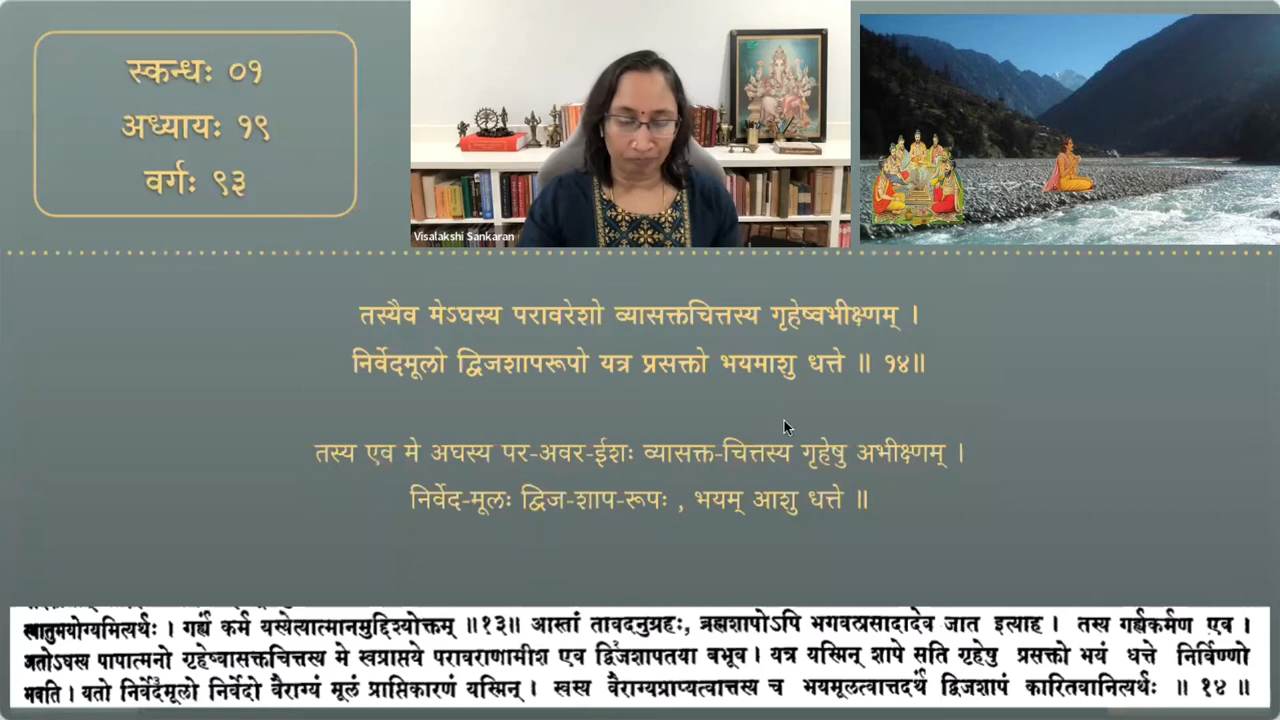 स्कन्धः ०१
अध्यायः १९
वर्गः ९३
Visalakshi Sankaran
तस्यैव मेऽघस्य परावरेशो व्यासक्तचित्तस्य गृहेष्वभीक्ष्णम् ।
निर्वेदमूलो द्विजशापरूपो यत्र प्रसक्तो भयमाशु धत्ते ॥ १४॥
तस्य एव मे अघस्य पर-अवर-ईशः व्यासक्त-चित्तस्य गृहेषु अभीक्ष्णम् ।
निर्वेद-मूलः द्विज-शाप-रूपः , भयम् आशु धत्ते ॥
गर्ह्यं कर्म यस्येत्यात्मानमुद्दिश्योक्तम् ॥१३॥ आस्तां तावदनुग्रहः, ब्रह्मशापोऽपि भगवत्प्रसादादेव जात इत्याह । तस्य गर्ह्यकर्मण एव ।
अतोऽघस्य पापात्मनो गृहेष्वासक्तचित्तस्य मे स्वप्राप्तये परावराणामीश एव द्विजशापतया बभूव । यत्र यस्मिन् शापे सति गृहेषु प्रसक्तो भयं धत्ते निर्विण्णो
भवति । यतो निर्वेदमूलो निर्वेदो वैराग्यं मूलं प्राप्तिकारणं यस्मिन् । स्वस्य वैराग्यप्राप्यत्वात्तस्य च भयमूलत्वात्तदर्थं द्विजशापं कारितवानित्यर्थः ॥ १४ ॥